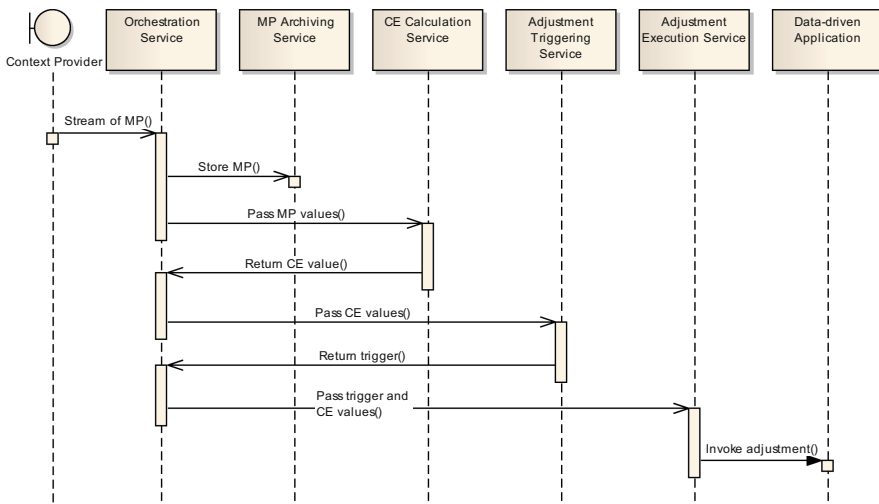 Context Provider
Orchestration
Service
MP Archiving
Service
CE Calculation
Service
Adjustment
Triggering
Service
Adjustment
Execution Service
Data-driven
Application
Stream of MP()
Store MP()
Pass MP values()
Return CE value()
Pass CE values()
Return trigger()
Pass trigger and
CE values()
Invoke adjustment()